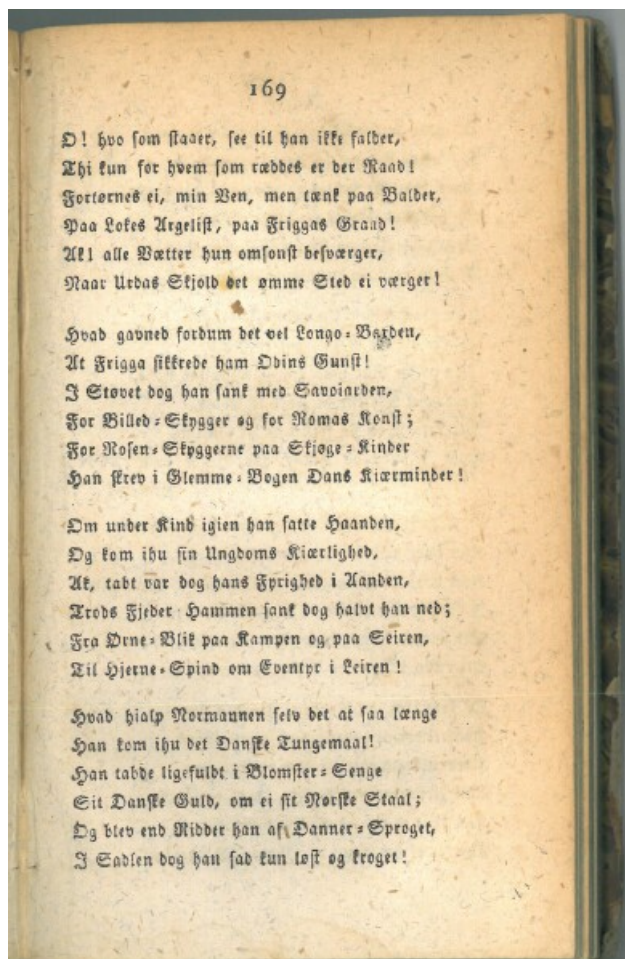 169
O! hvo som staaer, see til han ikke falder,
Thi kun for hvem som ræddes er der Raad!
Fortørnes ei, min Ven, men tænk paa Balder,
Paa Lokes Argelist, paa Friggas Graad!
Ak! alle Vætter hun omsonst besværger,
Naar Urdas Skjold det ømme Sted ei værger!
Hvad gavned fordum det vel Longo-Barden,
At Frigga sikkrede ham Odins Gunst!
I Støvet dog han sank med Savoiarden,
For Billed-Skygger og for Romas Konst;
For Rosen-Skyggerne paa Skjøge-Kinder
Han skrev i Glemme-Bogen Dans Kiærminder!
Om under Kind igien han satte Haanden,
Og kom ihu sin Ungdoms Kiærlighed,
Ak, tabt var dog hans Fyrighed i Aanden,
Trods Fjeder Hammen sank dog halvt han ned;
Fra Ørne-Blik paa Kampen og paa Seiren,
Til Hjerne-Spind om Eventyr i Leiren!
Hvad hialp Normannen selv det at saa længe
Han kom ihu det Danske Tungemaal!
Han tabde ligefuldt i Blomster-Senge
Sit Danske Guld, om ei sit Norske Staal;
Og blev end Ridder han af Danner-Sproget,
I Sadlen dog han sad kun løst og kroget!